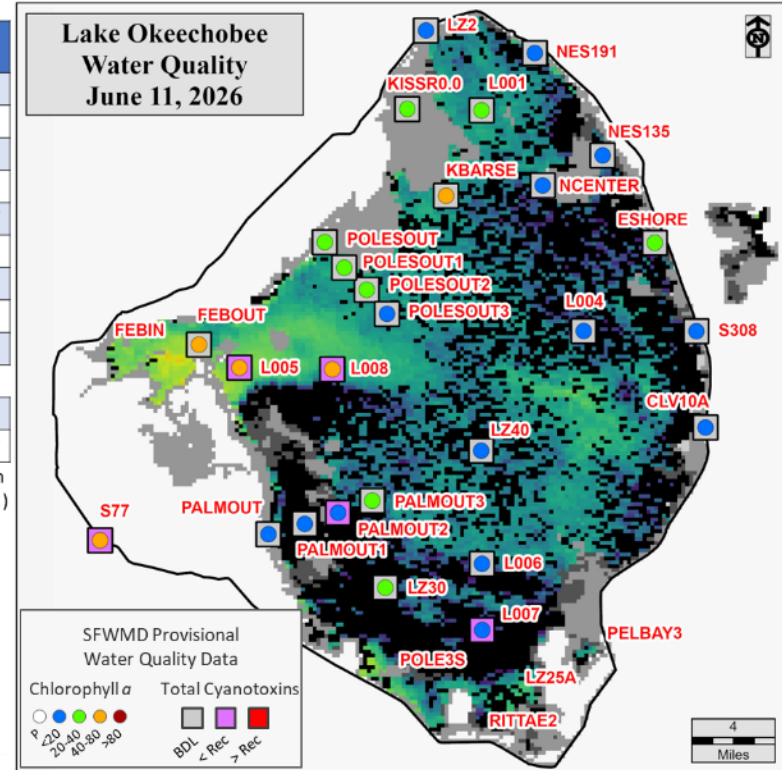 Lake Okeechobee
Water Quality
June 11, 2026
N
LZ2
NES191
KISSR0.0
L001
NES135
KBARSE
NCENTER
ESHORE
POLESOUT
POLESOUT1
POLESOUT2
POLESOUT3
L004
S308
FEBIN
FEBOUT
L005
L008
CLV10A
LZ40
S77
PALMOUT
PALMOUT3
PALMOUT2
PALMOUT1
L006
LZ30
L007
PELBAY3
POLE3S
LZ25A
RITTAE2
SFWMD Provisional
Water Quality Data
Chlorophyll a
Total Cyanotoxins
P <20 20-40 40-80 >80
BDL < Rec > Rec
4
Miles
)